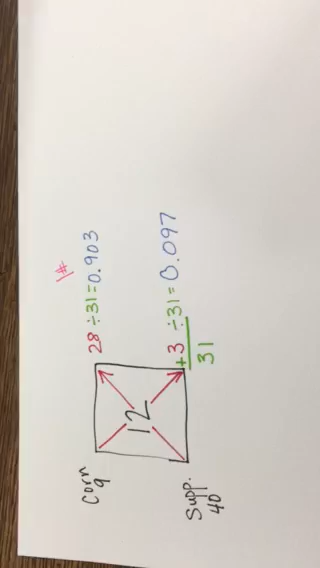 1#
Corn 28 ÷ 31 = 0.903
9
12
Supp. + 3 ÷ 31 = 0.097
40 31